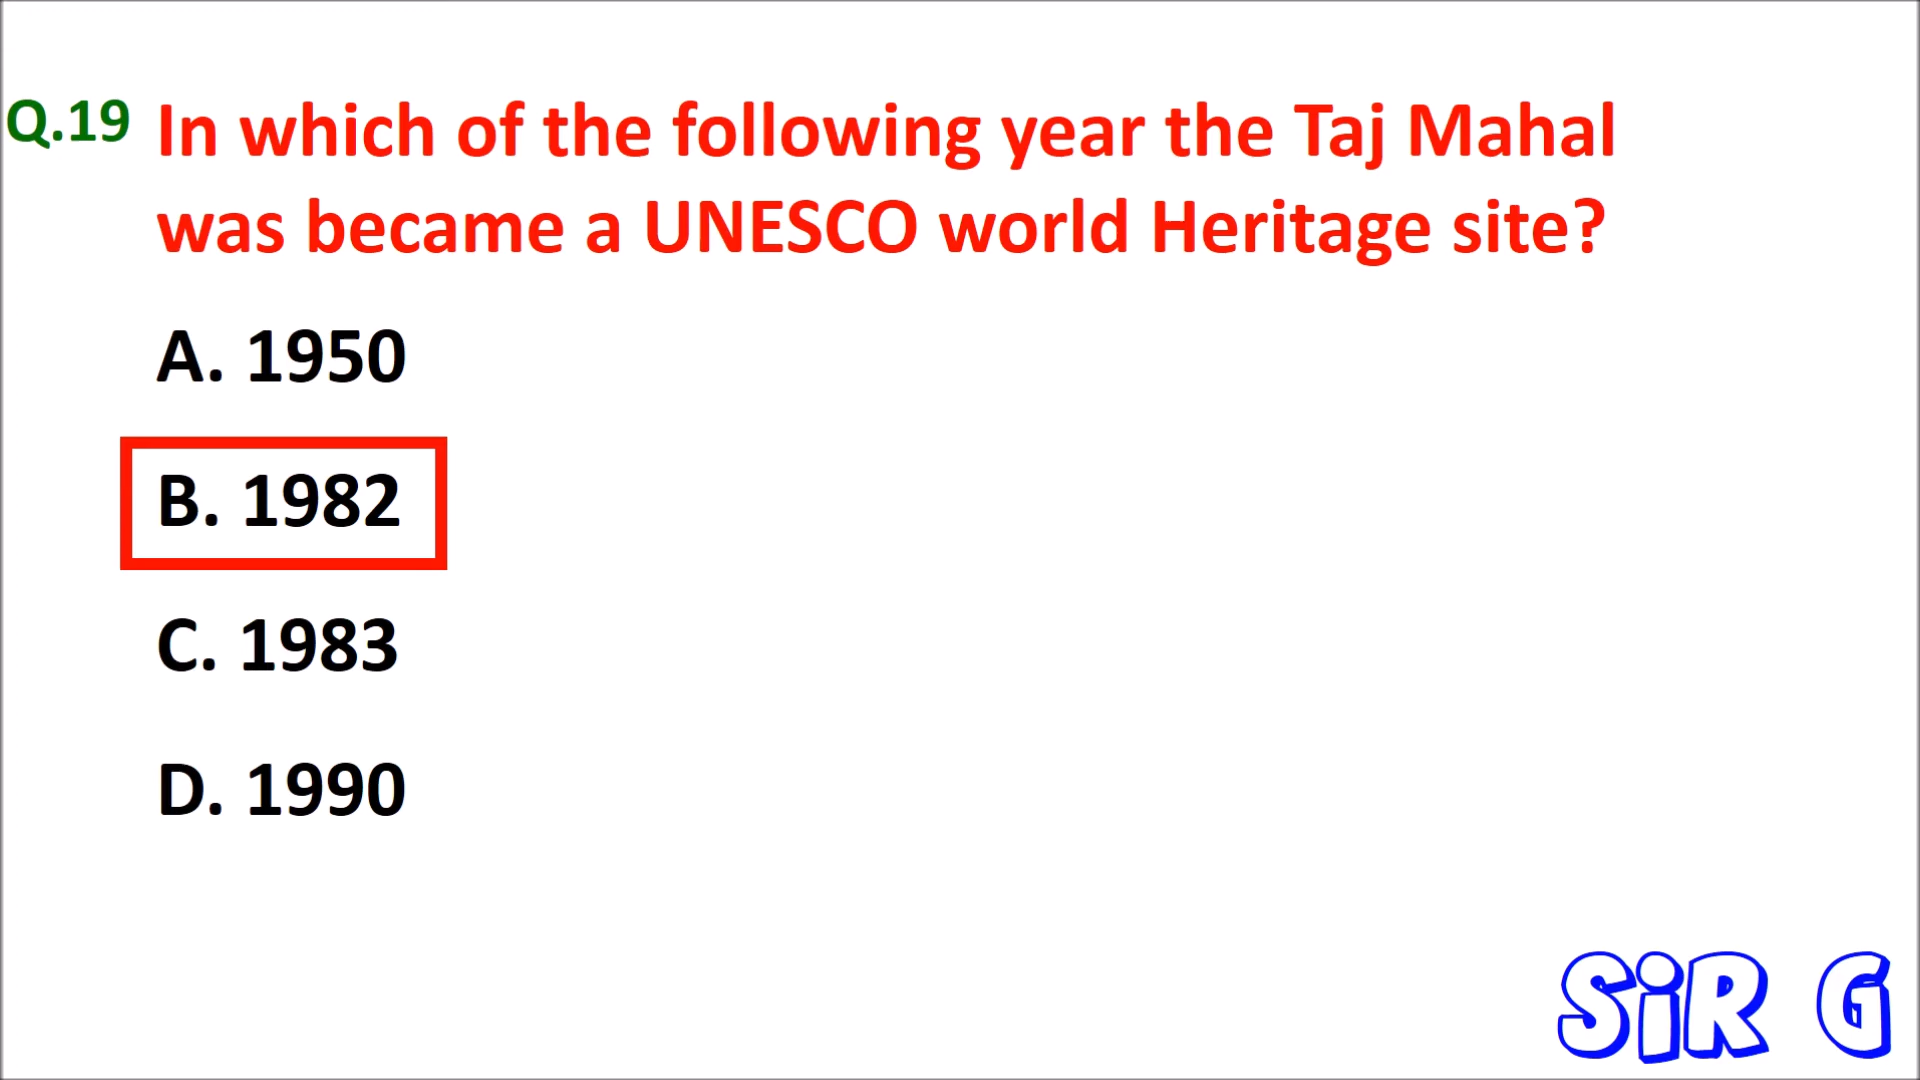 Q.19 In which of the following year the Taj Mahal
was became a UNESCO world Heritage site?
A. 1950
B. 1982
C. 1983
D. 1990
SiR G